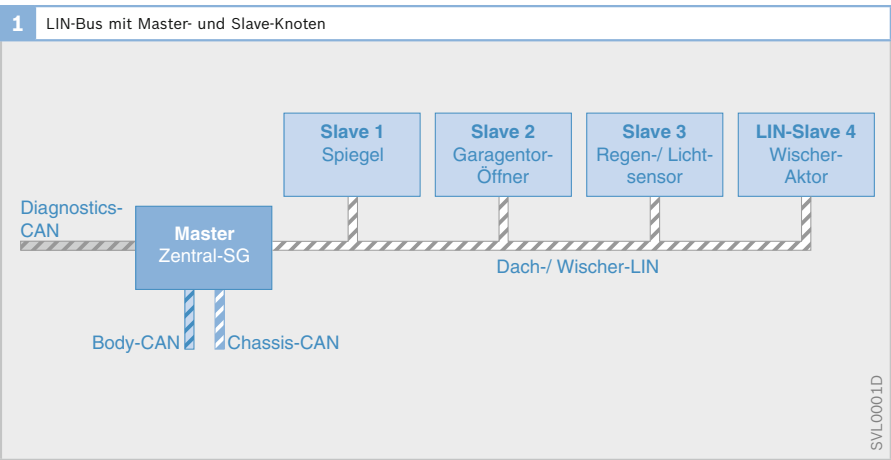 1 LIN-Bus mit Master- und Slave-Knoten
Slave 1
Spiegel
Slave 2
Garagentor-
Öffner
Slave 3
Regen-/ Licht-
sensor
LIN-Slave 4
Wischer-
Aktor
Diagnostics-
CAN
Master
Zentral-SG
Dach-/ Wischer-LIN
Body-CAN
Chassis-CAN
SVL0001D